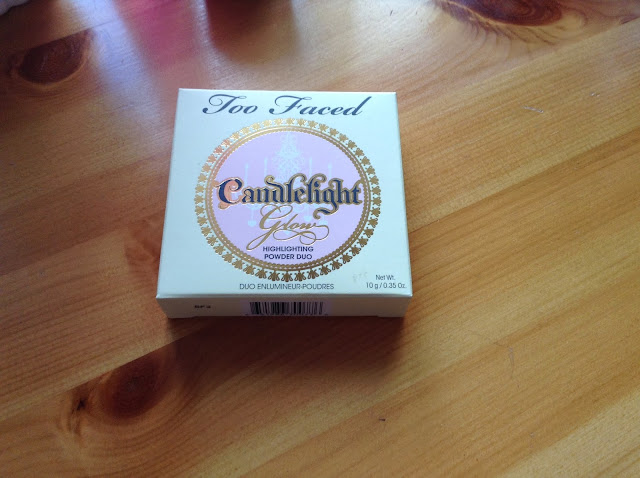 Too Faced
Candlelight
Glow
HIGHLIGHTING
POWDER DUO
DUO ENLUMINEUR-POUDRES
Net Wt.
10 g / 0.35 Oz.